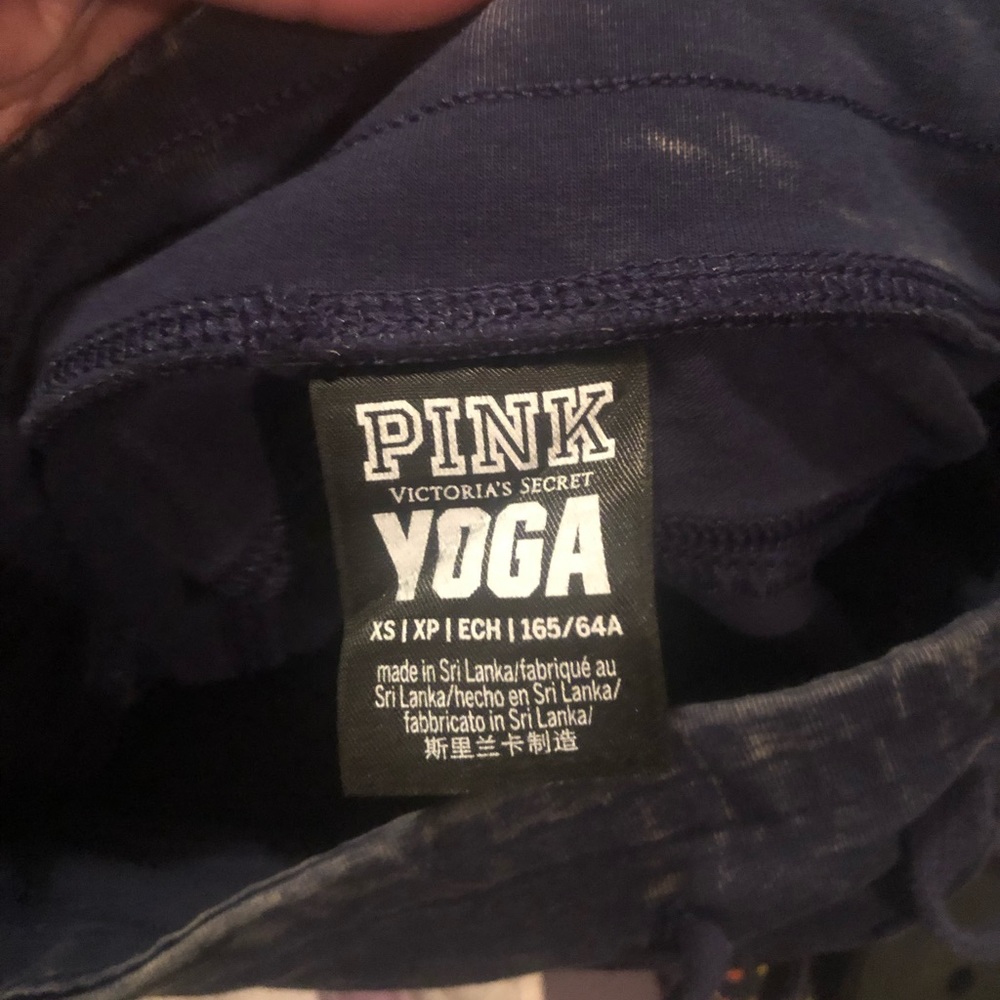 PINK
VICTORIA'S SECRET
YOGA
XS | XP | ECH | 165/64A
made in Sri Lanka/fabriqué au
Sri Lanka/hecho en Sri Lanka/
fabbricato in Sri Lanka/
斯里兰卡制造